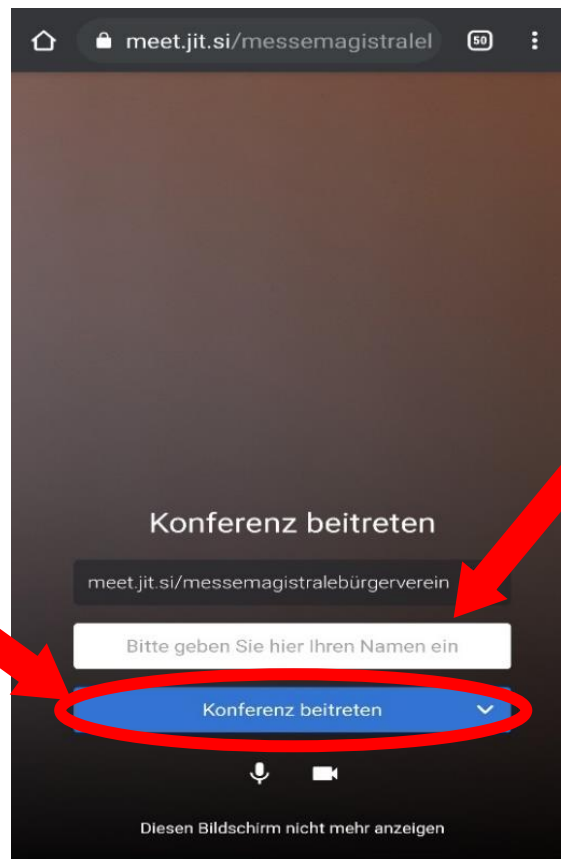 meet.jit.si/messemagistralel
50
Konferenz beitreten
meet.jit.si/messemagistralebürgerverein
Bitte geben Sie hier Ihren Namen ein
Konferenz beitreten
Diesen Bildschirm nicht mehr anzeigen